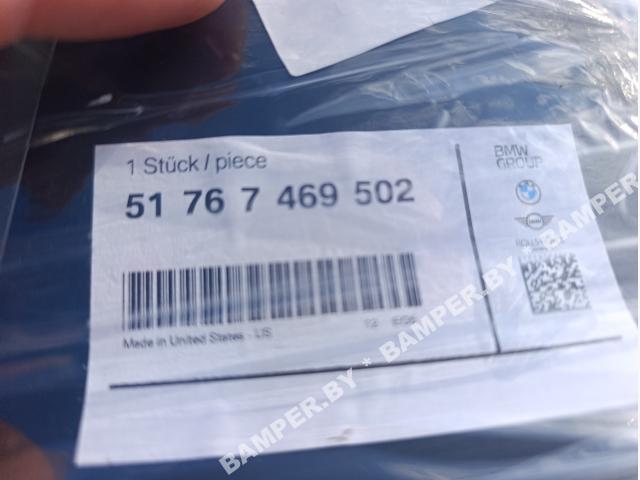 1 Stück / piece
51 76 7 469 502
Made in United States - US
BMW
GROUP
BAMPER.BY * BAMPER.BY * BAMPER